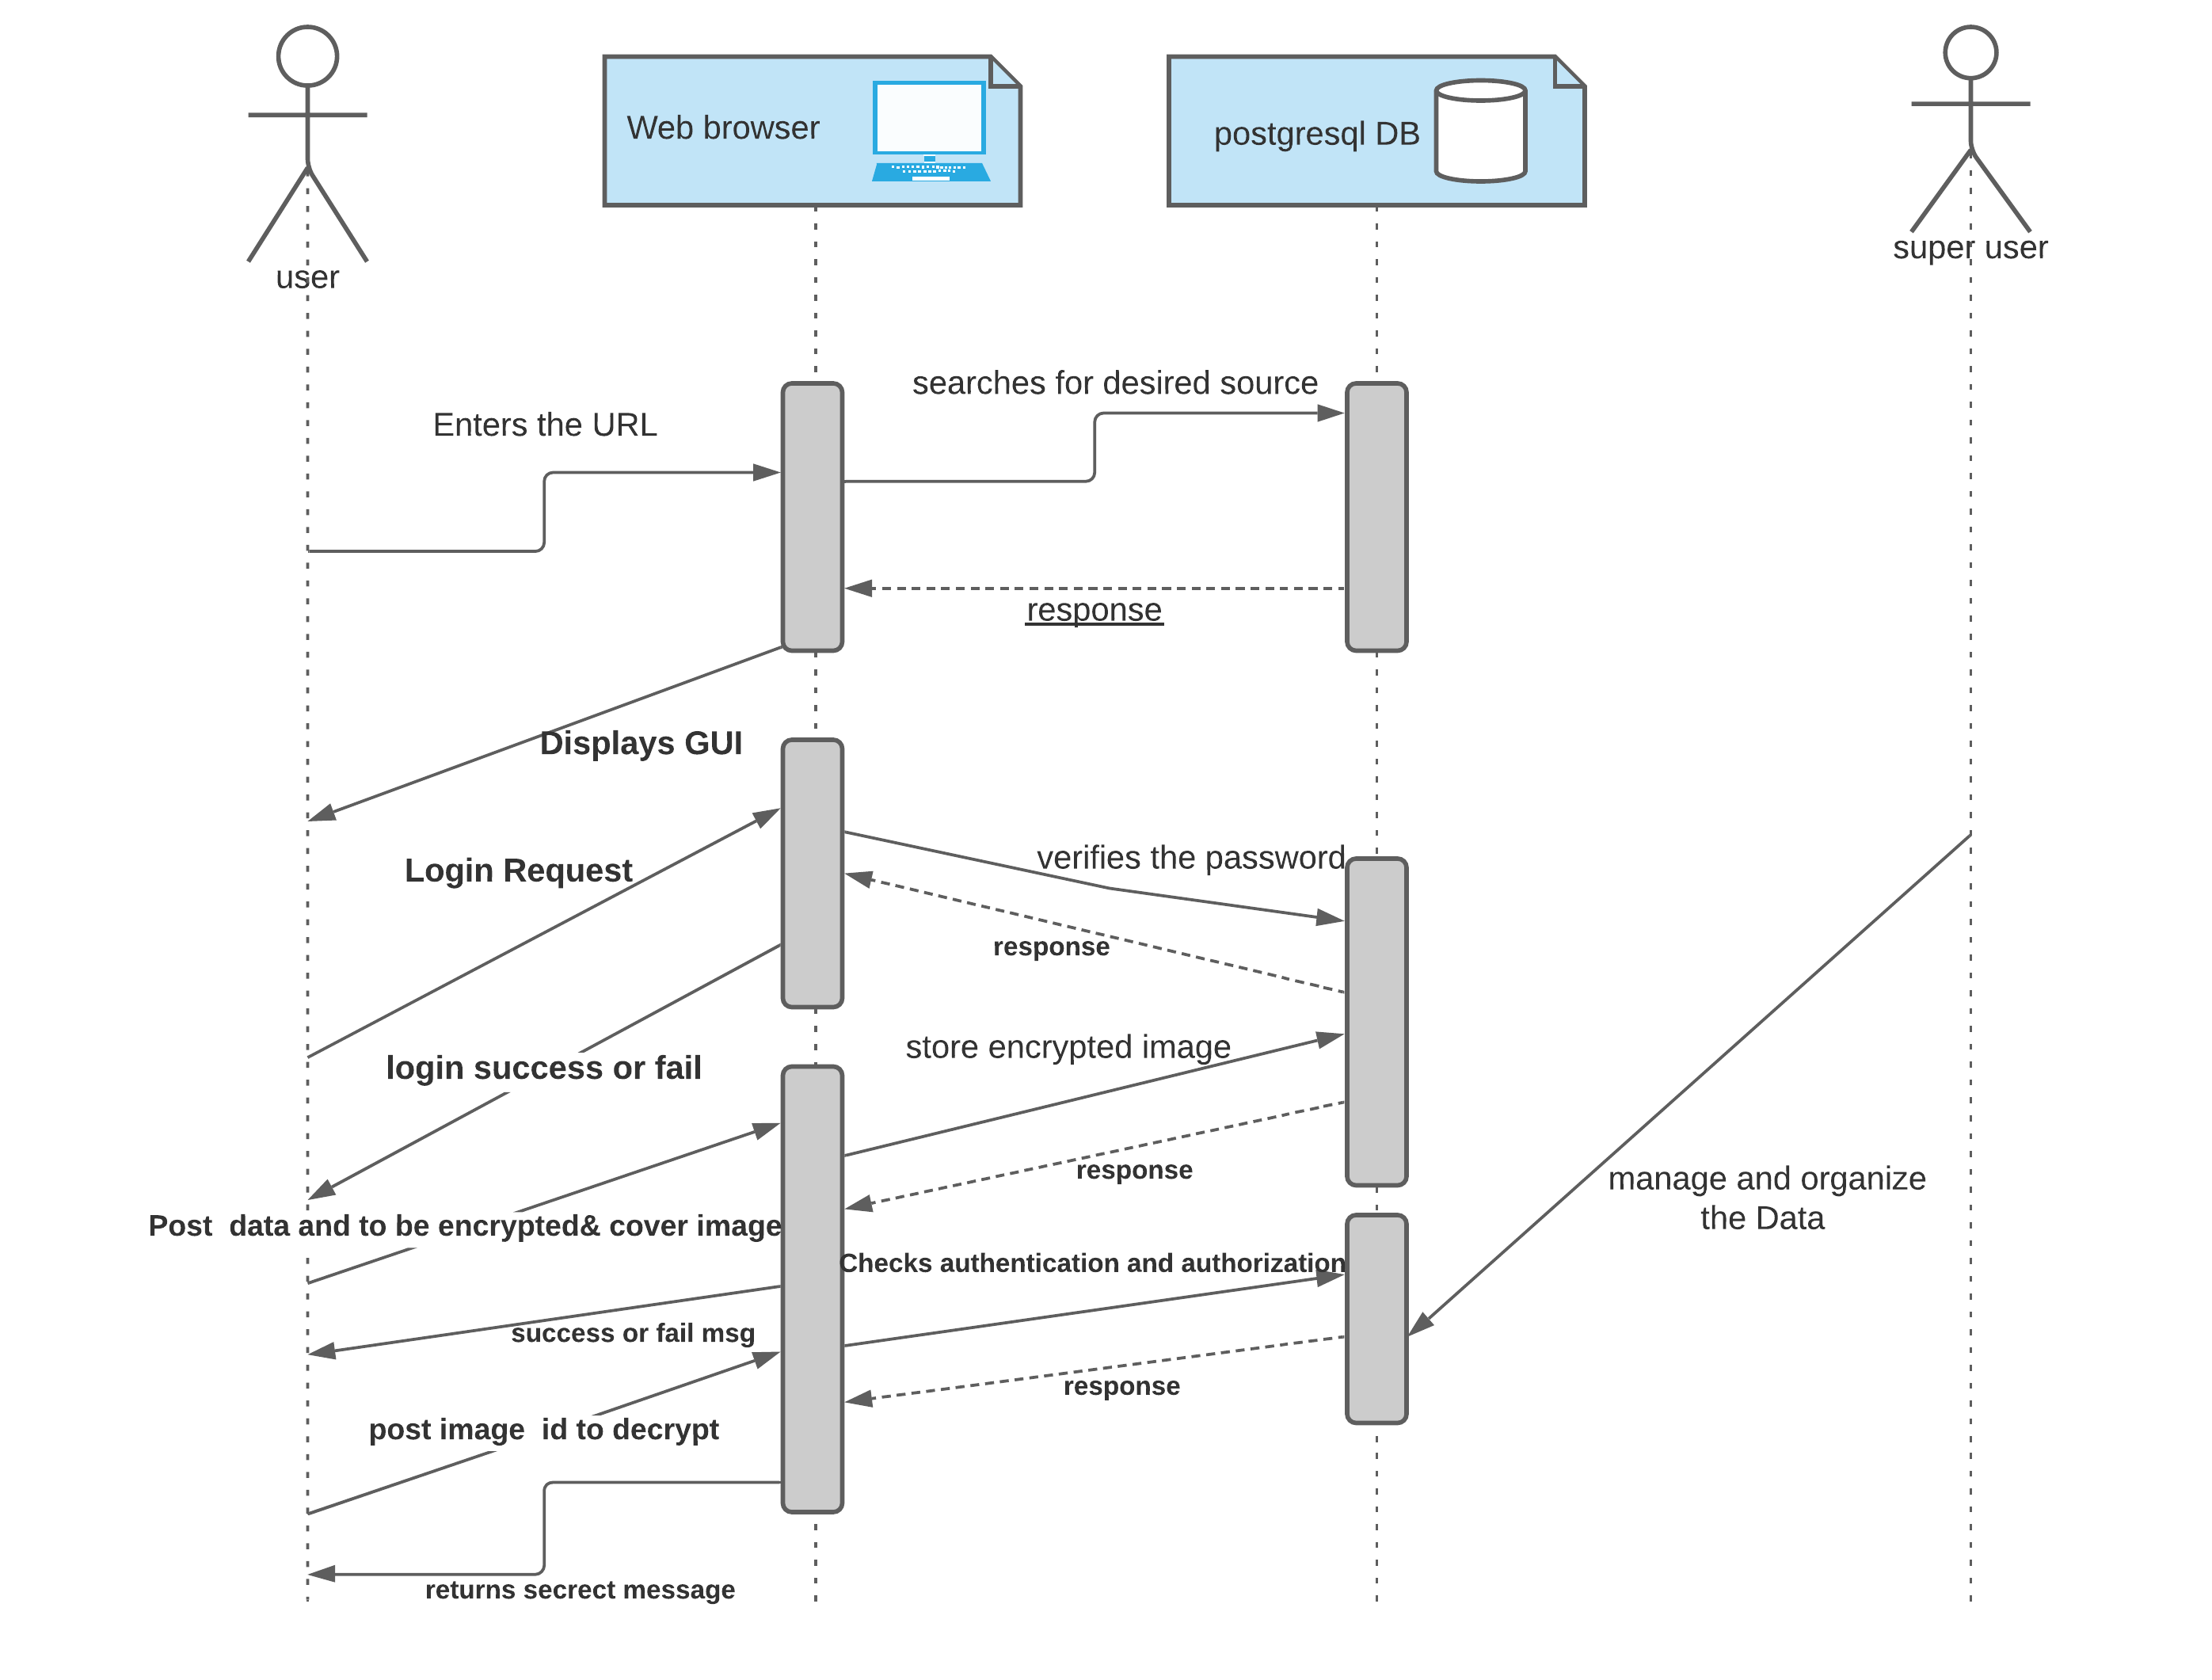 Web browser
postgresql DB
super user
user
searches for desired source
Enters the URL
response
Displays GUI
verifies the password
Login Request
response
store encrypted image
login success or fail
response
manage and organize
the Data
Post  data and to be encrypted& cover image
Checks authentication and authorization
success or fail msg
response
post image  id to decrypt
returns secrect message